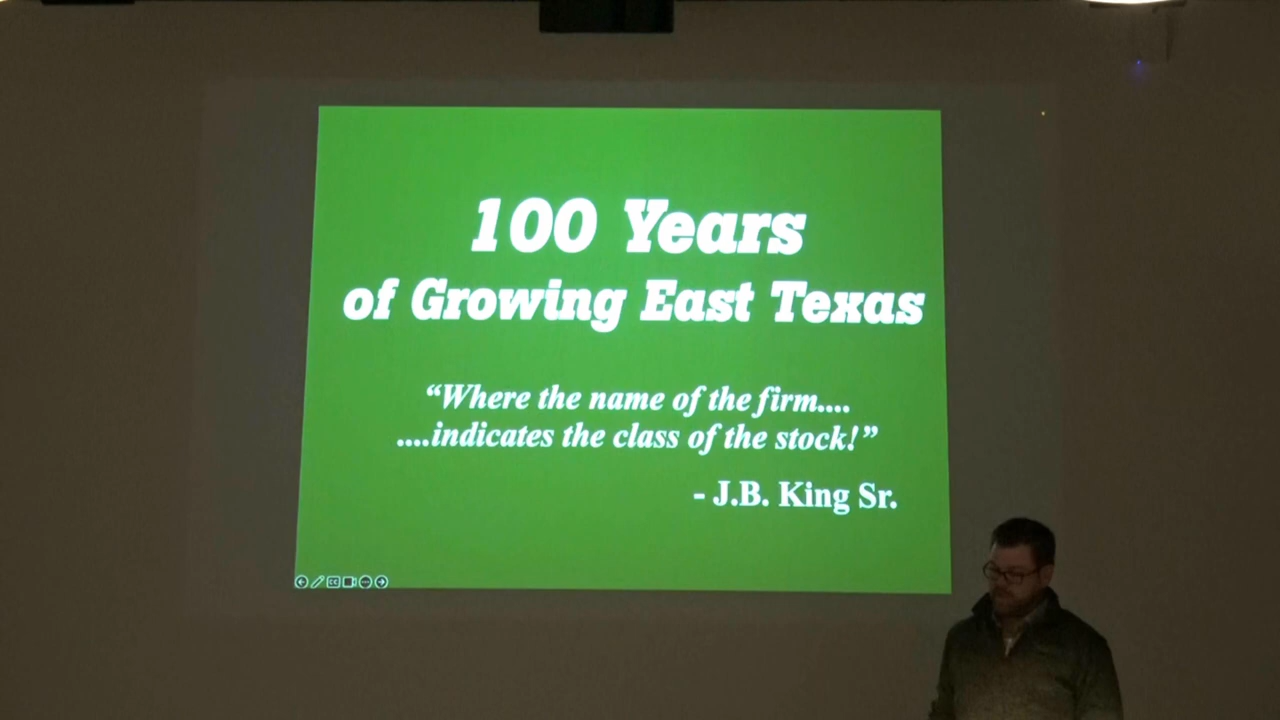 100 Years
of Growing East Texas
“Where the name of the firm....
....indicates the class of the stock!”
- J.B. King Sr.
CC